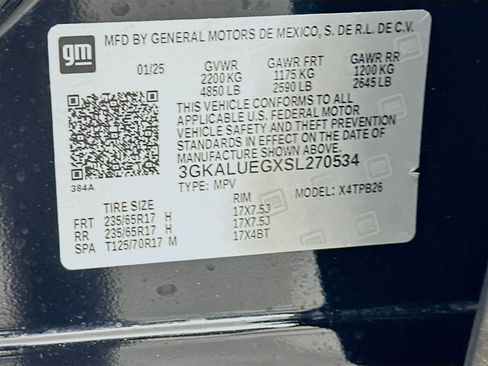 gm
MFD BY GENERAL MOTORS DE MEXICO, S. DE R.L. DE C.V.
01/25 GVWR GAWR FRT GAWR RR
2200 KG 1175 KG 1200 KG
4850 LB 2590 LB 2645 LB
THIS VEHICLE CONFORMS TO ALL
APPLICABLE U.S. FEDERAL MOTOR
VEHICLE SAFETY AND THEFT PREVENTION
STANDARDS IN EFFECT ON THE DATE OF
MANUFACTURE SHOWN ABOVE.
3GKALUEGXSL270534
384A TYPE: MPV MODEL: X4TPB26
TIRE SIZE RIM
FRT 235/65R17 H 17X7.5J
RR 235/65R17 H 17X7.5J
SPA T125/70R17 M 17X4BT